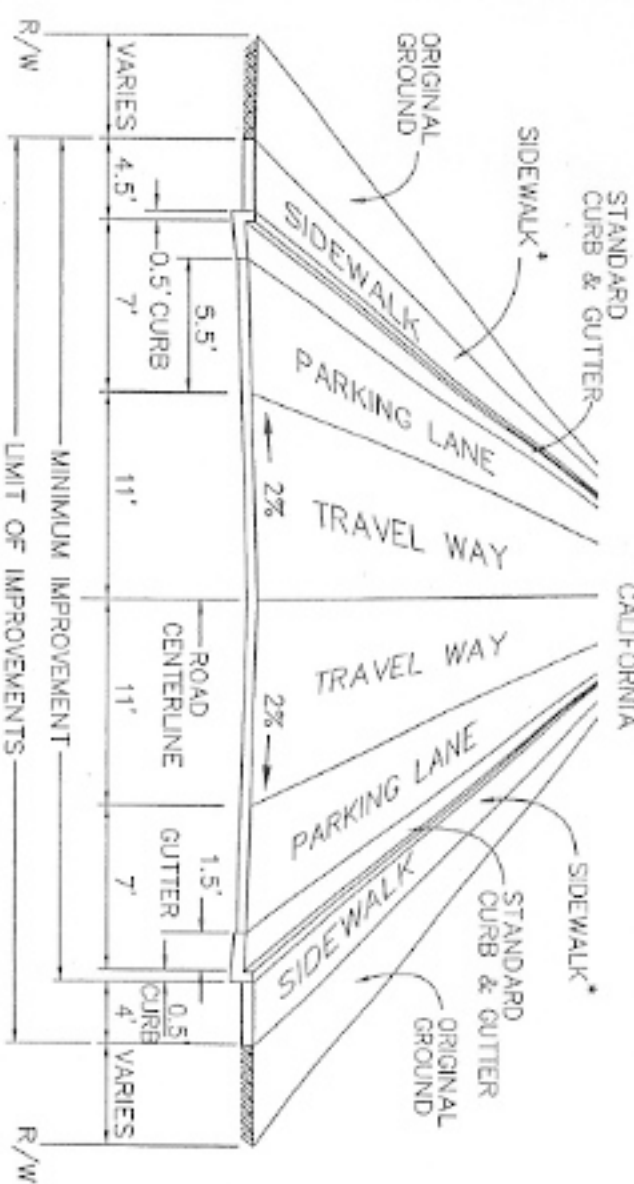 CALIFORNIA
STANDARD
CURB & GUTTER
SIDEWALK*
ORIGINAL
GROUND
SIDEWALK
PARKING LANE
TRAVEL WAY
TRAVEL WAY
PARKING LANE
SIDEWALK
SIDEWALK*
STANDARD
CURB & GUTTER
ORIGINAL
GROUND
2%
2%
ROAD
CENTERLINE
5.5'
0.5' CURB
1.5'
GUTTER
0.5
CURB
VARIES
4.5'
7'
11'
11'
7'
4'
VARIES
MINIMUM IMPROVEMENT
LIMIT OF IMPROVEMENTS
R/W
R/W